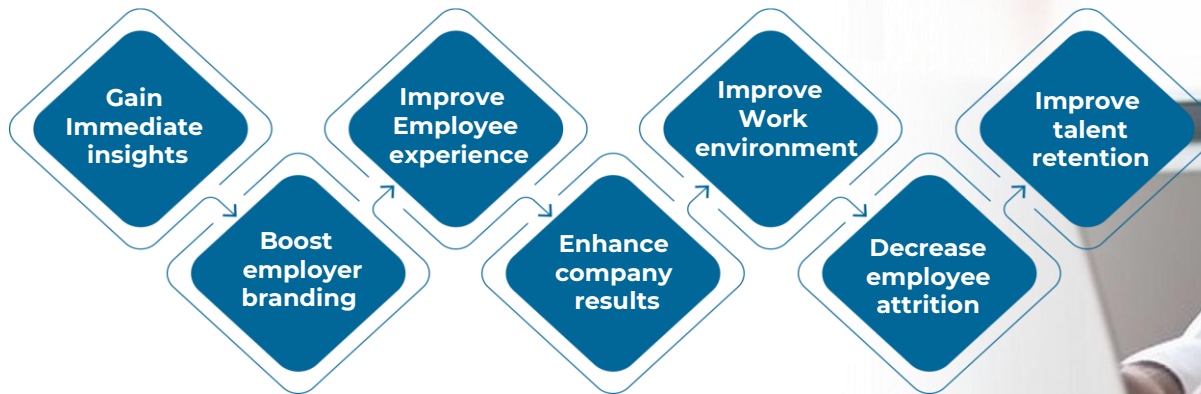 Gain
Immediate
insights
Boost
employer
branding
Improve
Employee
experience
Enhance
company
results
Improve
Work
environment
Decrease
employee
attrition
Improve
talent
retention